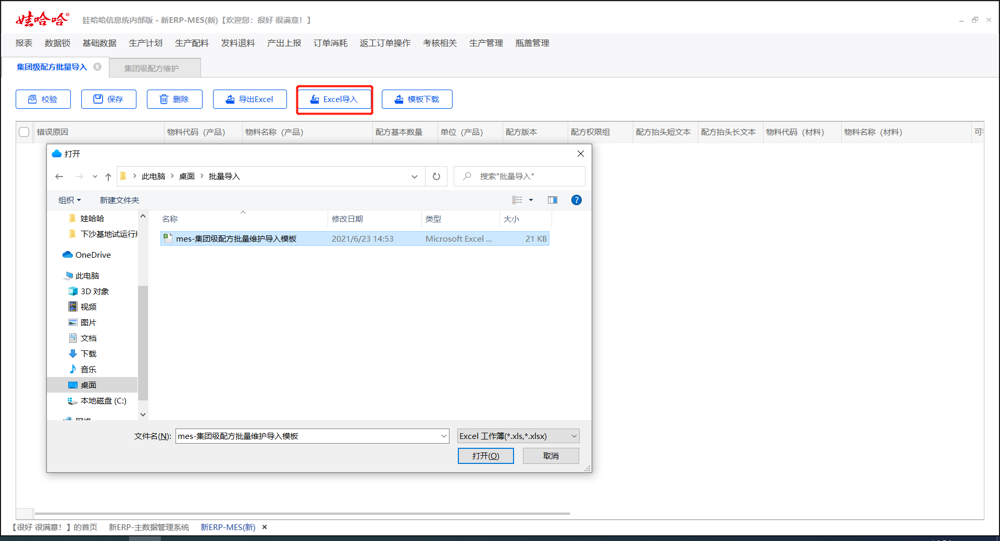 娃哈哈®
娃哈哈信息统内部版 - 新ERP-MES(新)【欢迎您：很好 很满意！】
报表 数据锁 基础数据 生产计划 生产配料 发料退料 产出上报 订单消耗 返工订单操作 考核相关 生产管理 瓶盖管理
集团级配方批量导入 集团级配方维护
校验 保存 删除 导出Excel Excel导入 模板下载
错误原因 物料代码（产品） 物料名称（产品） 配方基本数量 单位（产品） 配方版本 配方权限组 配方抬头短文本 配方抬头长文本 物料代码（材料） 物料名称（材料） 可
打开
此电脑 桌面 批量导入 搜索"批量导入"
组织 新建文件夹
名称 修改日期 类型 大小
mes-集团级配方批量维护导入模板 2021/6/23 14:53 Microsoft Excel ... 21 KB
娃哈哈
下沙基地试运行
OneDrive
此电脑
3D 对象
视频
图片
文档
下载
音乐
桌面
本地磁盘 (C:)
网络
文件名(N): mes-集团级配方批量维护导入模板 Excel 工作簿(*.xls,*.xlsx)
打开(O) 取消
【很好 很满意！】的首页 新ERP-主数据管理系统 新ERP-MES(新)